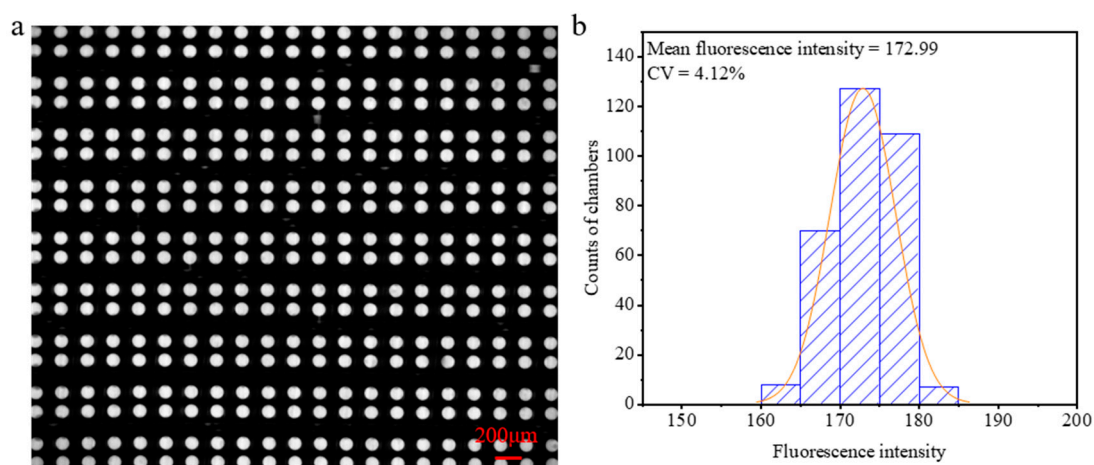 a
200μm
b
Mean fluorescence intensity = 172.99
CV = 4.12%
Counts of chambers
140
120
100
80
60
40
20
0
150 160 170 180 190 200
Fluorescence intensity